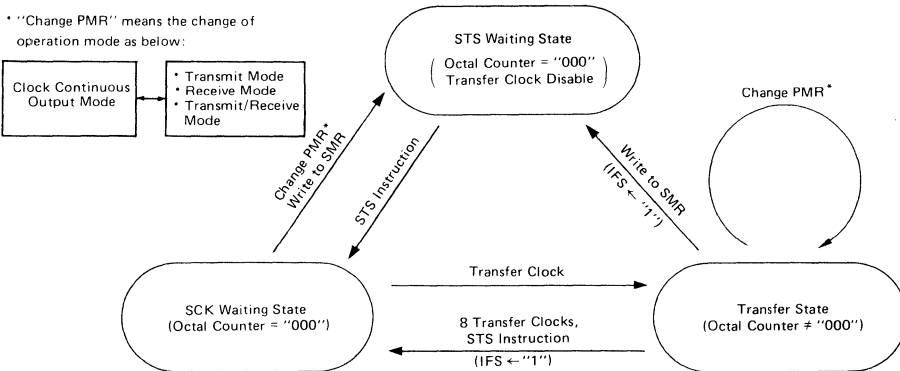 * "Change PMR" means the change of
operation mode as below:
Clock Continuous
Output Mode
* Transmit Mode
* Receive Mode
* Transmit/Receive
Mode
STS Waiting State
( Octal Counter = "000"
Transfer Clock Disable )
Change PMR*
Change PMR*
Write to SMR
STS Instruction
Write to SMR
(IFS ← "1")
SCK Waiting State
(Octal Counter = "000")
Transfer Clock
8 Transfer Clocks,
STS Instruction
(IFS ← "1")
Transfer State
(Octal Counter ≠ "000")